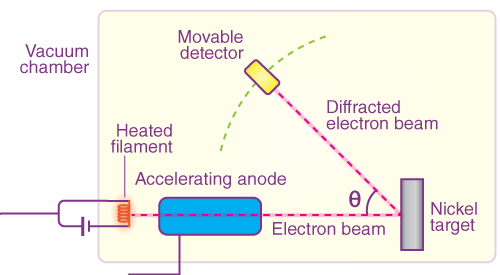 Movable
detector
Vacuum
chamber
Diffracted
electron beam
Heated
filament
Accelerating anode
θ
Nickel
target
Electron beam